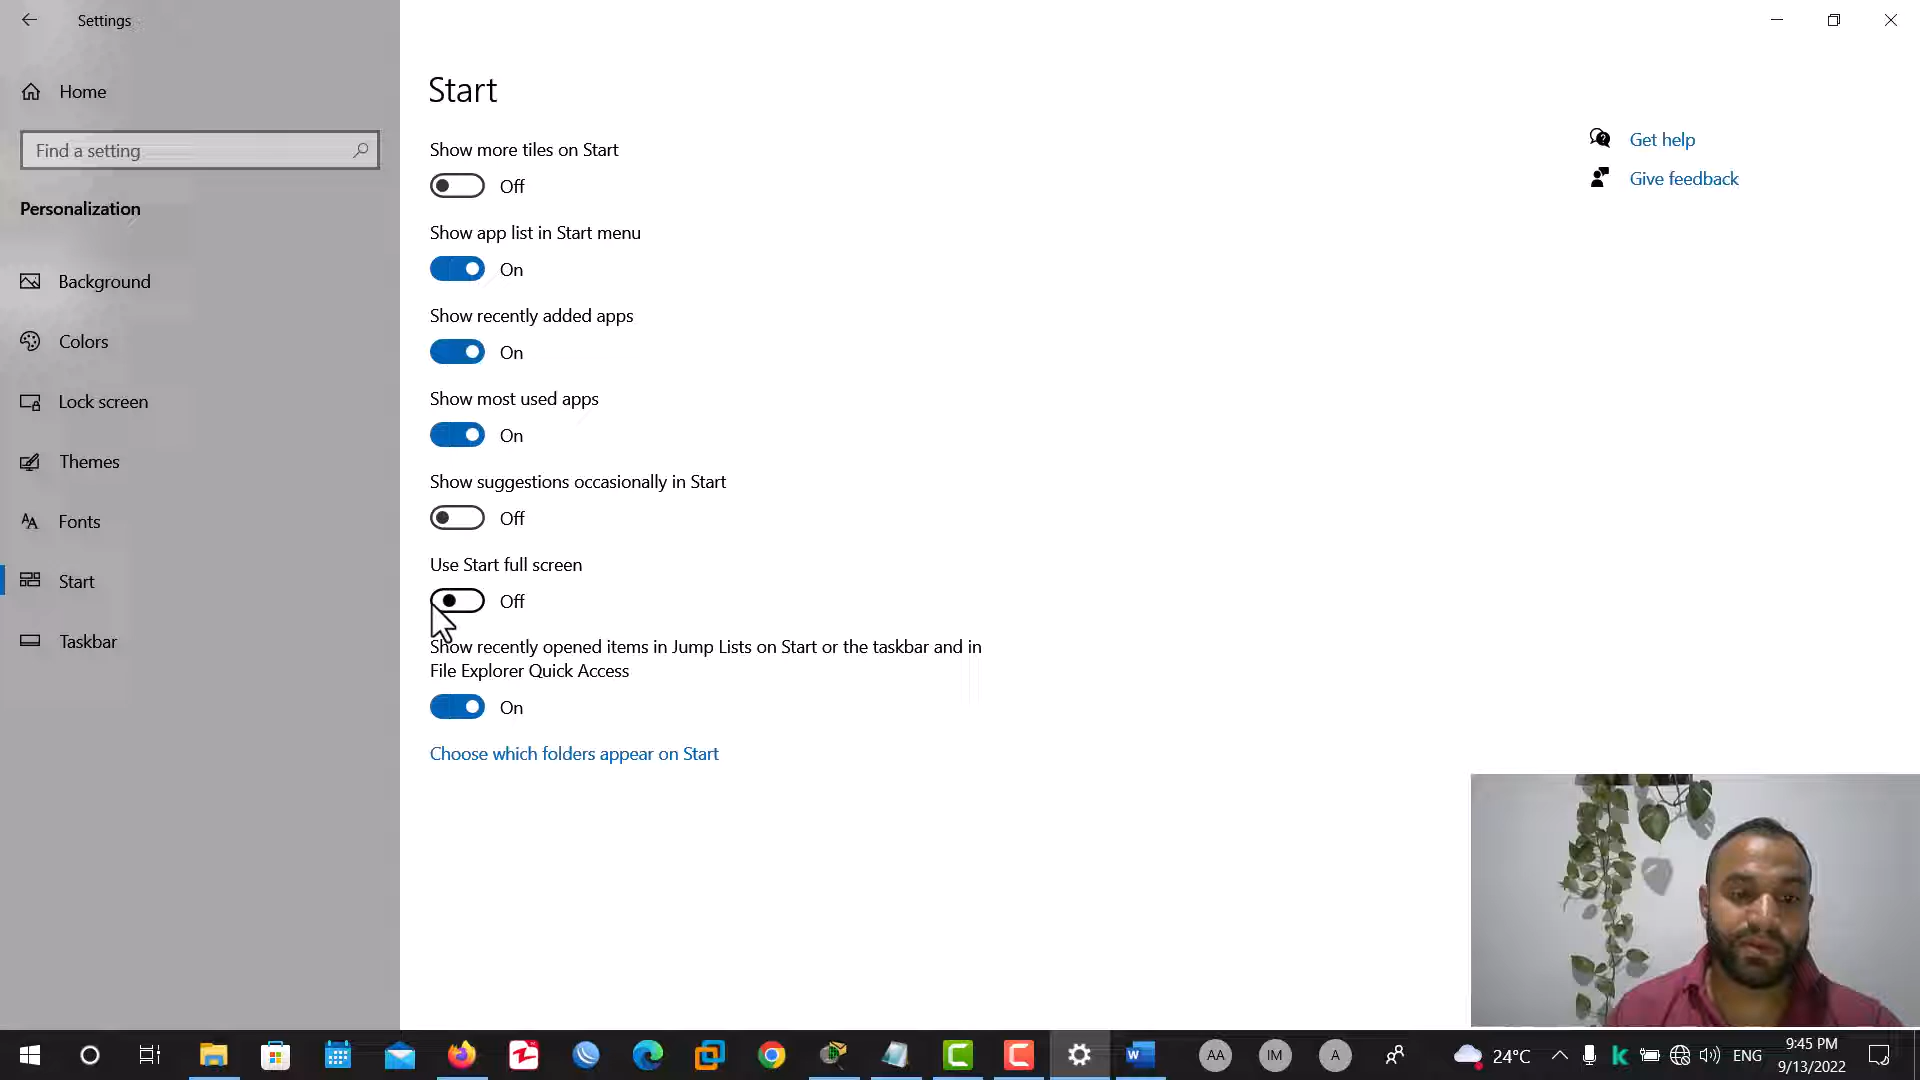 Settings
Home
Find a setting
Personalization
Background
Colors
Lock screen
Themes
Fonts
Start
Taskbar
Start
Show more tiles on Start
Off
Show app list in Start menu
On
Show recently added apps
On
Show most used apps
On
Show suggestions occasionally in Start
Off
Use Start full screen
Off
Show recently opened items in Jump Lists on Start or the taskbar and in
File Explorer Quick Access
On
Choose which folders appear on Start
Get help
Give feedback
AA
IM
A
24°C
ENG
9:45 PM
9/13/2022